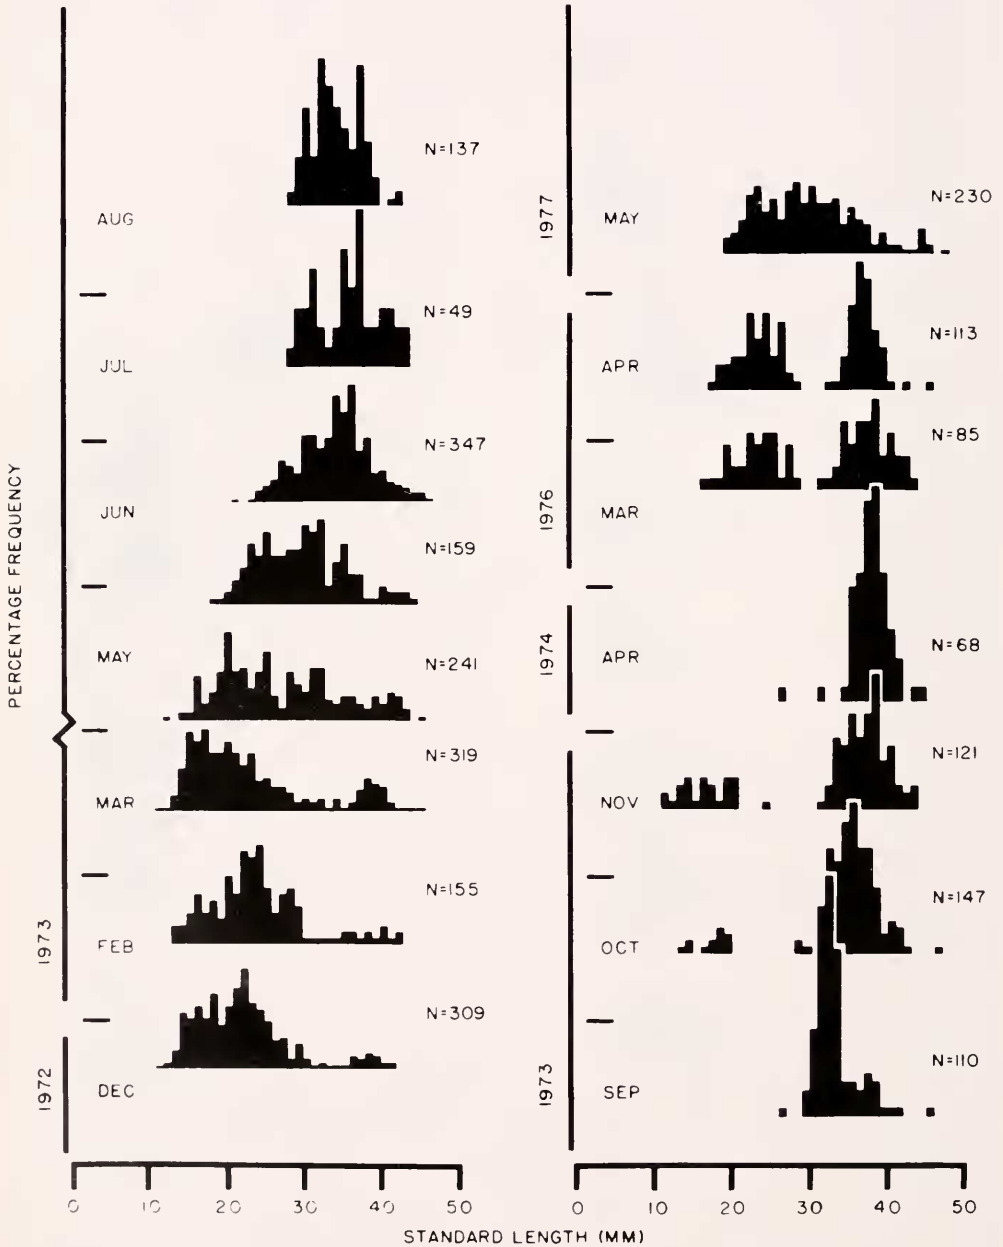 PERCENTAGE FREQUENCY
1973
1972
AUG
JUL
JUN
MAY
MAR
FEB
DEC
N=137
N=49
N=347
N=159
N=241
N=319
N=155
N=309
0 10 20 30 40 50
1977
1976
1974
1973
MAY
APR
MAR
APR
NOV
OCT
SEP
N=230
N=113
N=85
N=68
N=121
N=147
N=110
0 10 20 30 40 50
STANDARD LENGTH (MM)